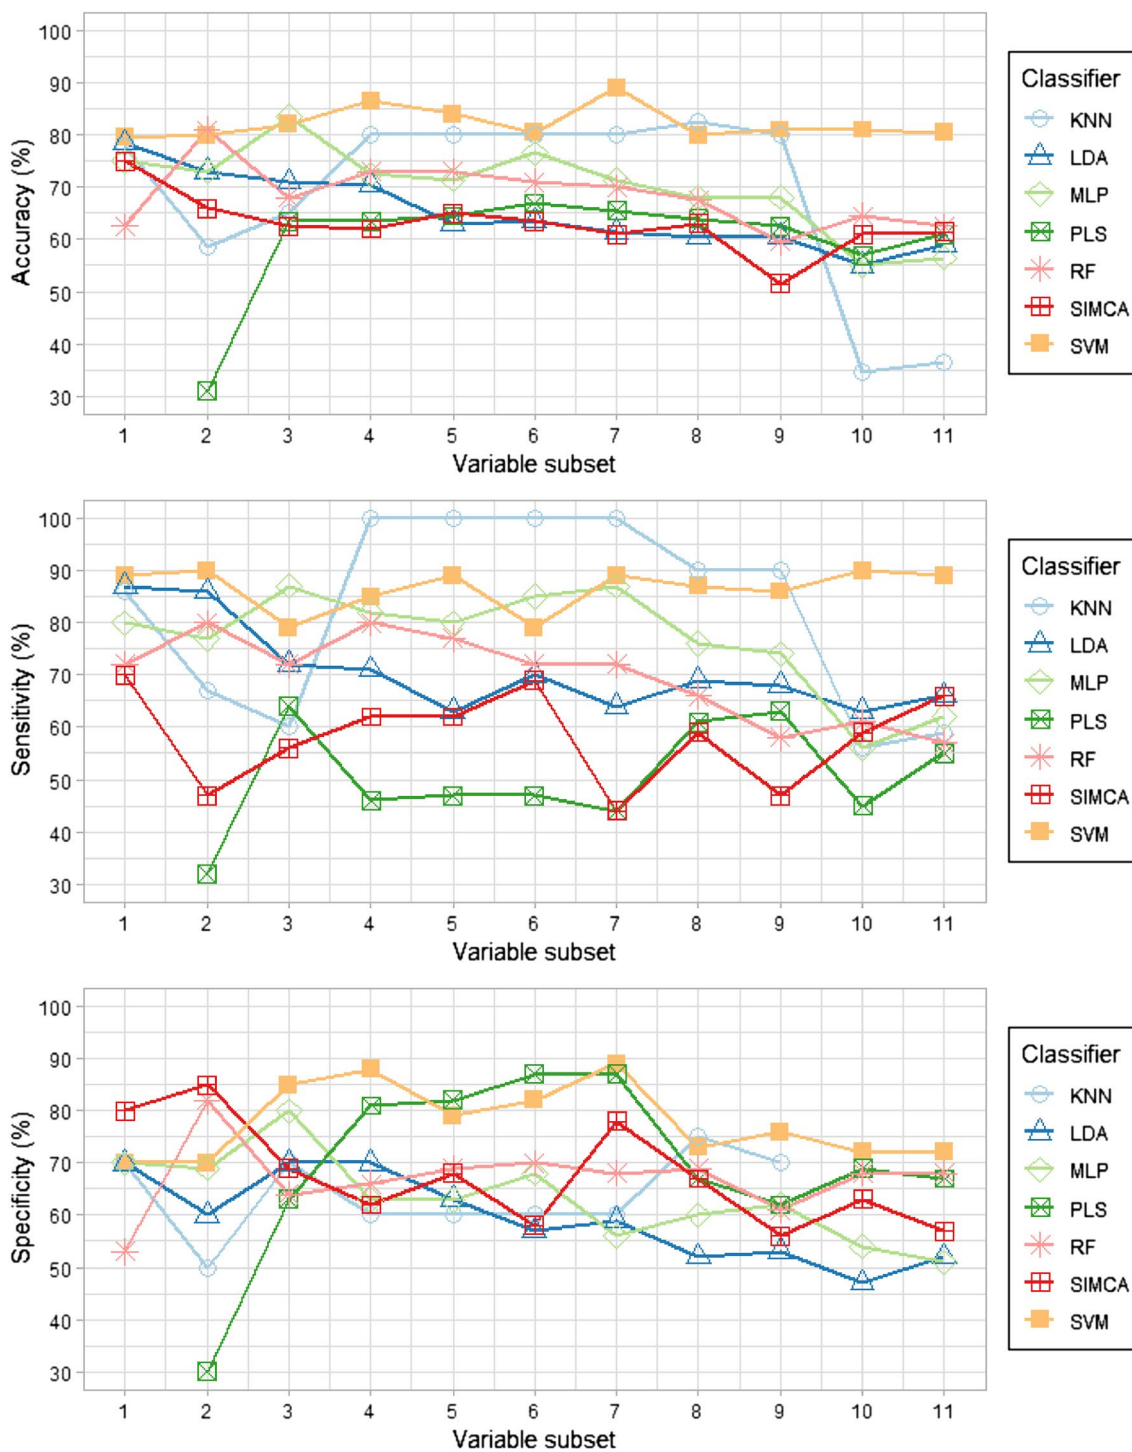 100
90
80
70
60
50
40
30
Accuracy (%)
1 2 3 4 5 6 7 8 9 10 11
Variable subset
Classifier
KNN
LDA
MLP
PLS
RF
SIMCA
SVM
100
90
80
70
60
50
40
30
Sensitivity (%)
1 2 3 4 5 6 7 8 9 10 11
Variable subset
Classifier
KNN
LDA
MLP
PLS
RF
SIMCA
SVM
100
90
80
70
60
50
40
30
Specificity (%)
1 2 3 4 5 6 7 8 9 10 11
Variable subset
Classifier
KNN
LDA
MLP
PLS
RF
SIMCA
SVM